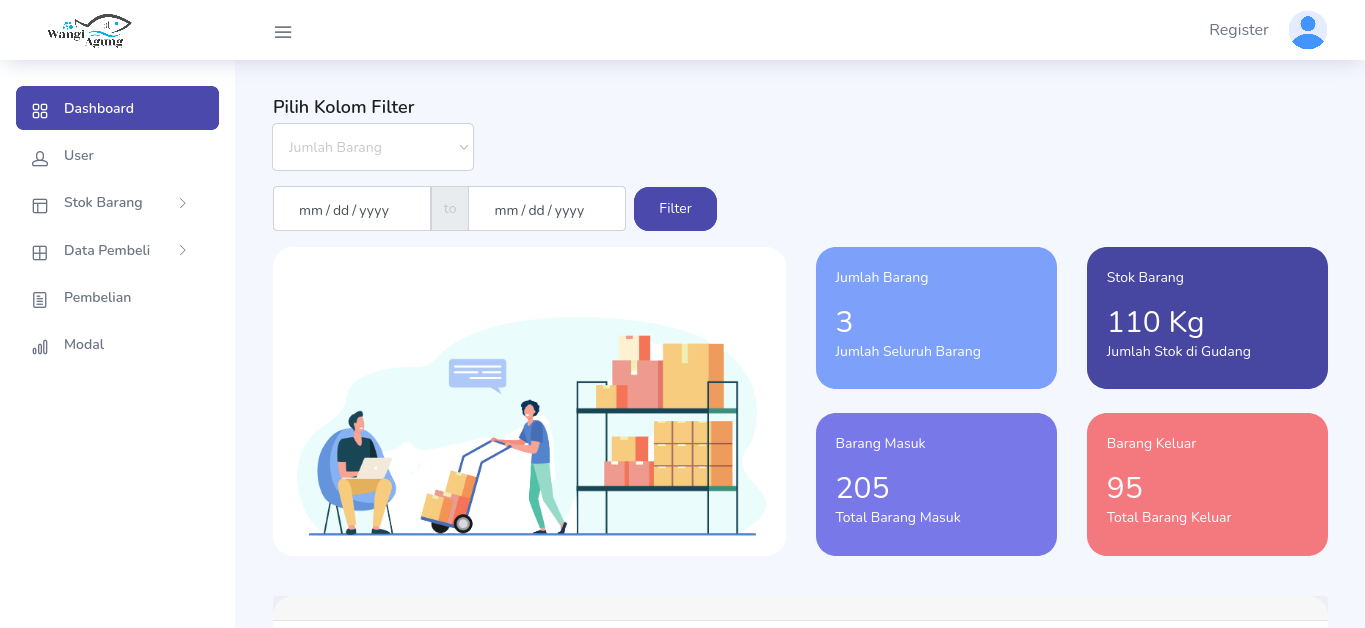 Wangi
Agung
Register
Dashboard
User
Stok Barang
Data Pembeli
Pembelian
Modal
Pilih Kolom Filter
Jumlah Barang
mm/dd/yyyy to mm/dd/yyyy Filter
Jumlah Barang
3
Jumlah Seluruh Barang
Stok Barang
110 Kg
Jumlah Stok di Gudang
Barang Masuk
205
Total Barang Masuk
Barang Keluar
95
Total Barang Keluar